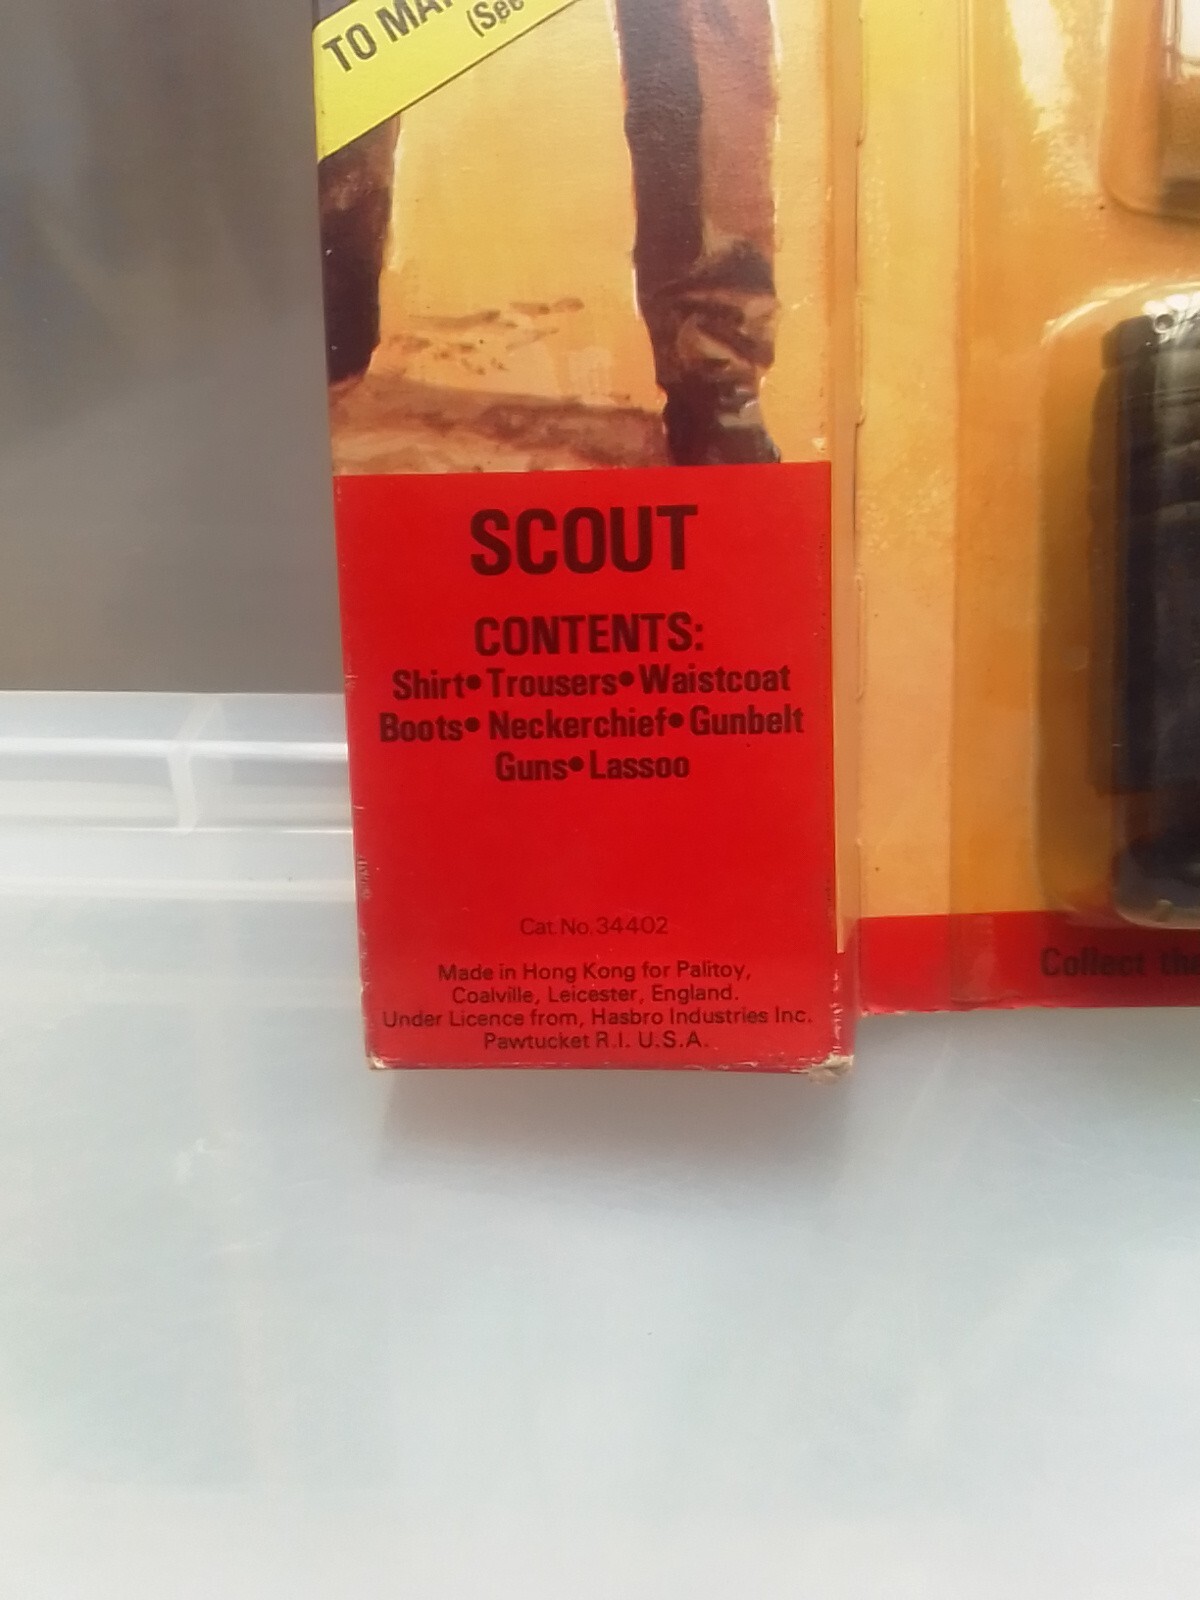 TO MA
(See
SCOUT
CONTENTS:
Shirt• Trousers• Waistcoat
Boots• Neckerchief• Gunbelt
Guns• Lassoo
Cat No. 34402
Made in Hong Kong for Palitoy,
Coalville, Leicester, England.
Under Licence from, Hasbro Industries Inc.
Pawtucket R.I. U.S.A.
Collect the